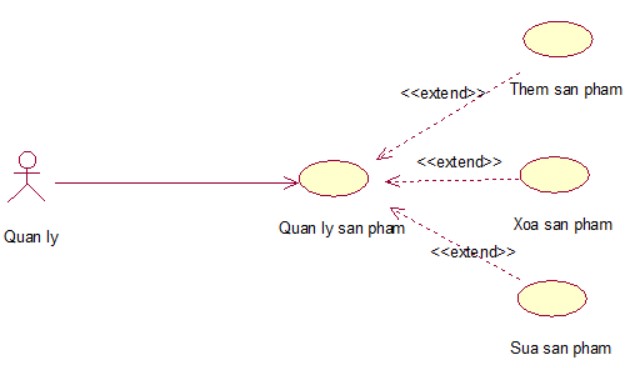 <<extend>>
Them san pham
<<extend>>
Quan ly
Quan ly san pham
Xoa san pham
<<extend>>
Sua san pham